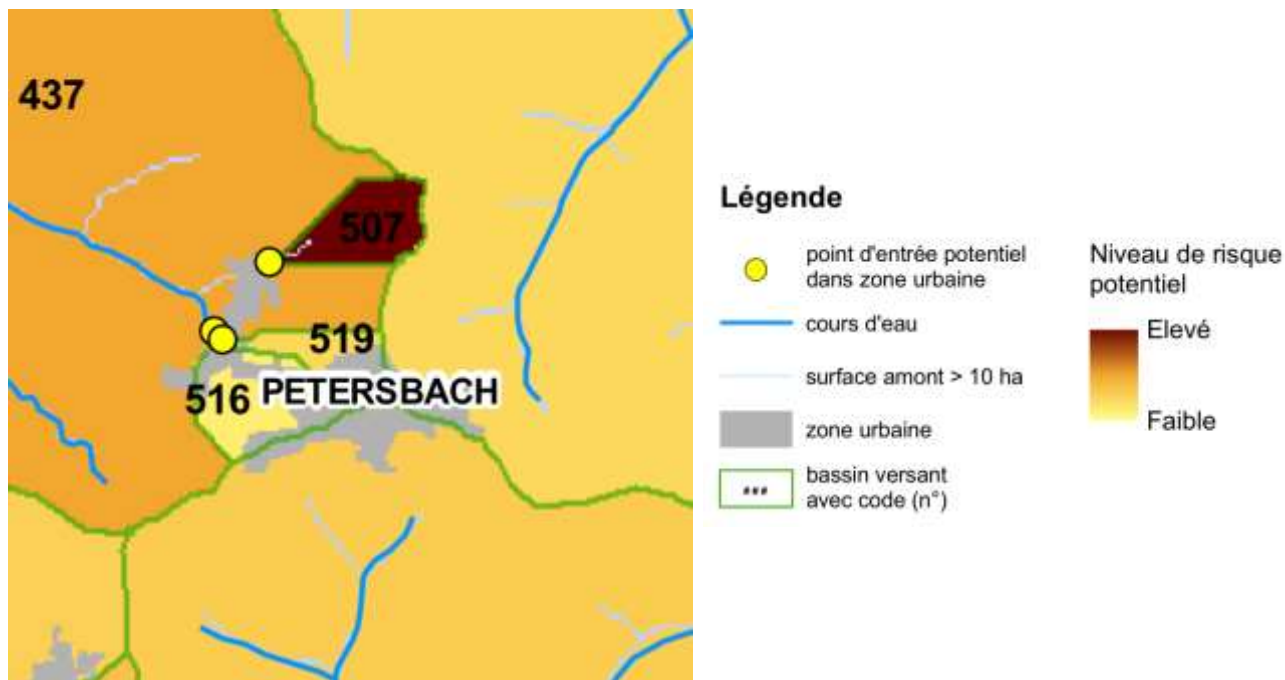 437
507
519
516
PETERSBACH
Légende
point d'entrée potentiel
dans zone urbaine
cours d'eau
surface amont > 10 ha
zone urbaine
###
bassin versant
avec code (n°)
Niveau de risque
potentiel
Elevé
Faible